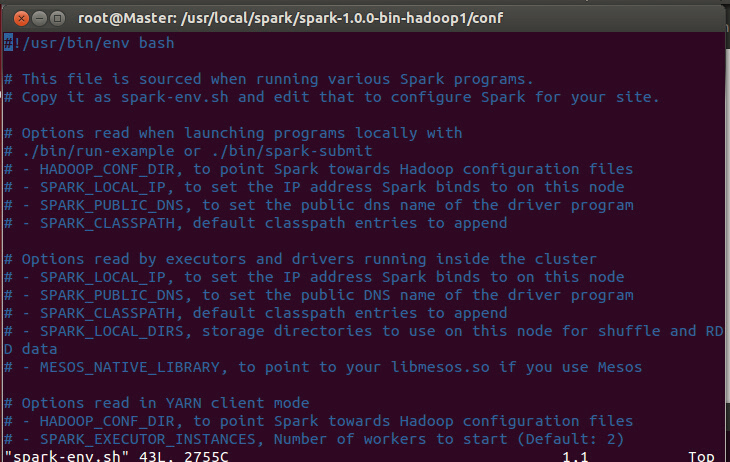 root@Master: /usr/local/spark/spark-1.0.0-bin-hadoop1/conf
#!/usr/bin/env bash
# This file is sourced when running various Spark programs.
# Copy it as spark-env.sh and edit that to configure Spark for your site.
# Options read when launching programs locally with
# ./bin/run-example or ./bin/spark-submit
# - HADOOP_CONF_DIR, to point Spark towards Hadoop configuration files
# - SPARK_LOCAL_IP, to set the IP address Spark binds to on this node
# - SPARK_PUBLIC_DNS, to set the public dns name of the driver program
# - SPARK_CLASSPATH, default classpath entries to append
# Options read by executors and drivers running inside the cluster
# - SPARK_LOCAL_IP, to set the IP address Spark binds to on this node
# - SPARK_PUBLIC_DNS, to set the public DNS name of the driver program
# - SPARK_CLASSPATH, default classpath entries to append
# - SPARK_LOCAL_DIRS, storage directories to use on this node for shuffle and RD
D data
# - MESOS_NATIVE_LIBRARY, to point to your libmesos.so if you use Mesos
# Options read in YARN client mode
# - HADOOP_CONF_DIR, to point Spark towards Hadoop configuration files
# - SPARK_EXECUTOR_INSTANCES, Number of workers to start (Default: 2)
"spark-env.sh" 43L, 2755C 1,1 Top